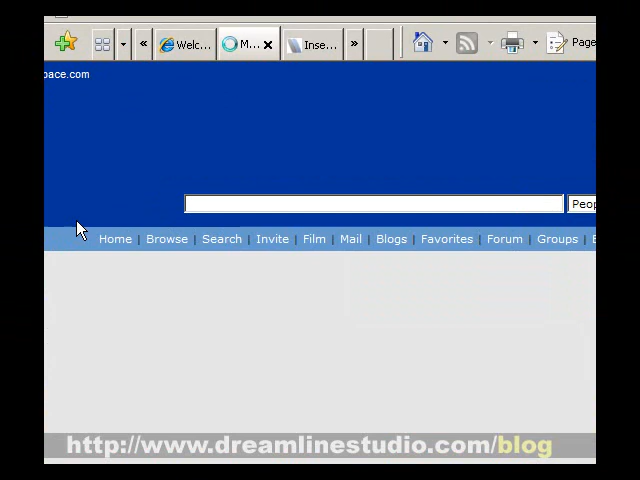 Welc...
M...
Inse...
Page
pace.com
Peop
Home | Browse | Search | Invite | Film | Mail | Blogs | Favorites | Forum | Groups |
http://www.dreamlinestudio.com/blog